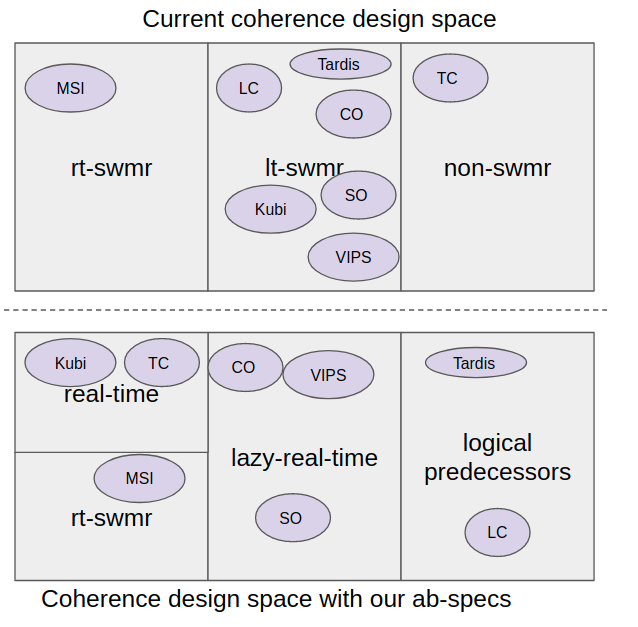 Current coherence design space
MSI
rt-swmr
LC
Tardis
CO
lt-swmr
Kubi
SO
VIPS
TC
non-swmr
Kubi
TC
real-time
MSI
rt-swmr
CO
VIPS
lazy-real-time
SO
Tardis
logical
predecessors
LC
Coherence design space with our ab-specs